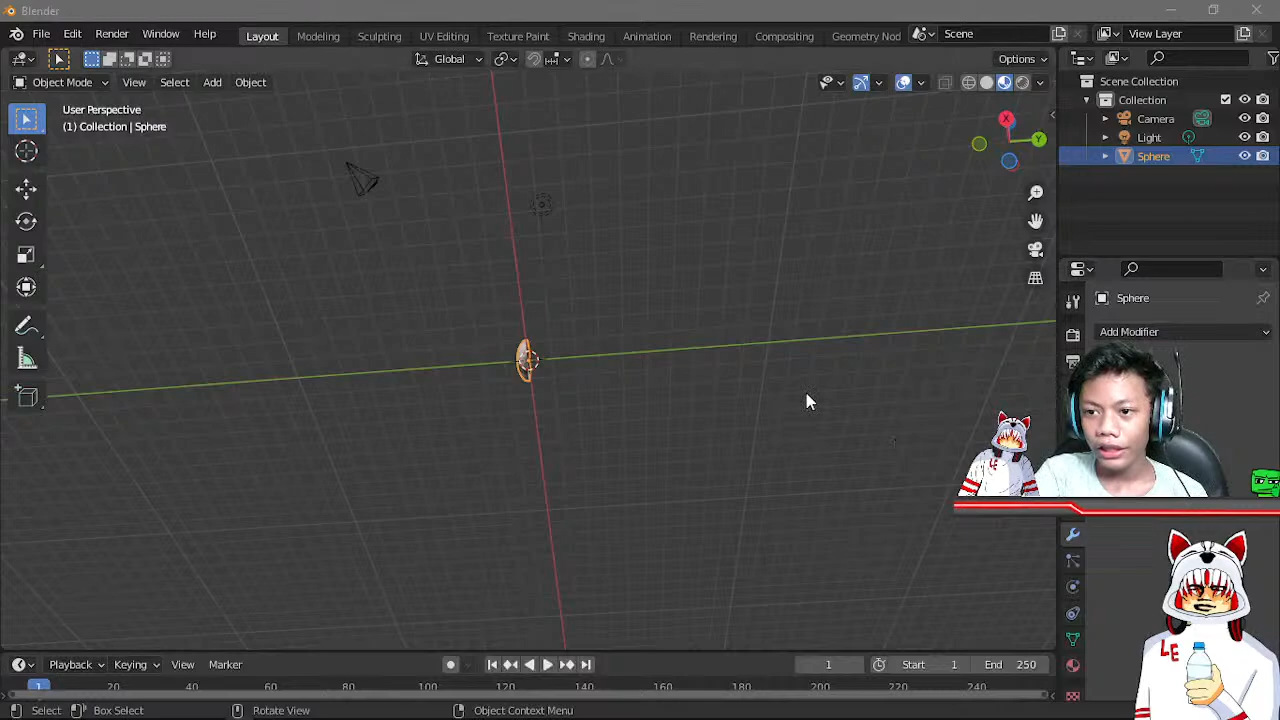 Blender
File Edit Render Window Help Layout Modeling Sculpting UV Editing Texture Paint Shading Animation Rendering Compositing Geometry Nod Scene View Layer
Global Options
Object Mode View Select Add Object
User Perspective
(1) Collection | Sphere
X
Y
Scene Collection
Collection
Camera
Light
Sphere
Sphere
Add Modifier
LE
LE
Playback Keying View Marker 1 Start 1 End 250
1 20 40 60 80 100 120 140 160 180 200 220 240
Select Box Select Rotate View Object Context Menu